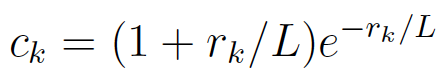 $c_k = (1 + r_k/L)e^{-r_k/L}$